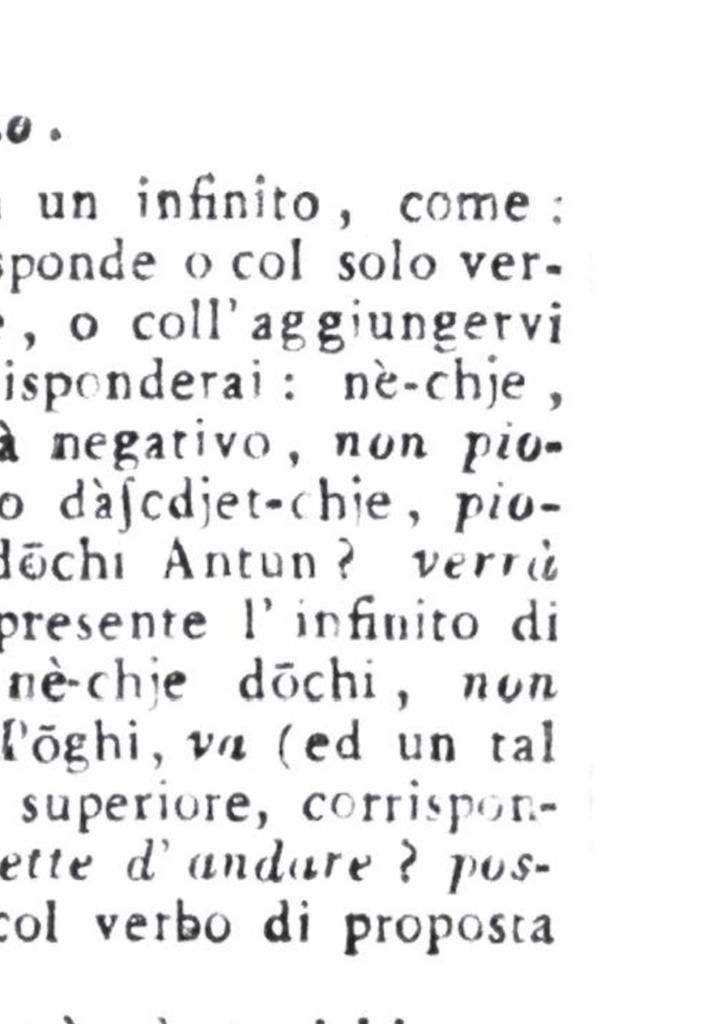 un infinito, come:
sponde o col solo ver-
, o coll'aggiungervi
isponderai: nè-chje,
à negativo, non pio-
o dàſcdjet-chje, pio-
dōchi Antun? verrà
presente l'infinito di
nè-chje dōchi, non
l'ōghi, va (ed un tal
superiore, corrispon-
ette d'andare? pos-
col verbo di proposta